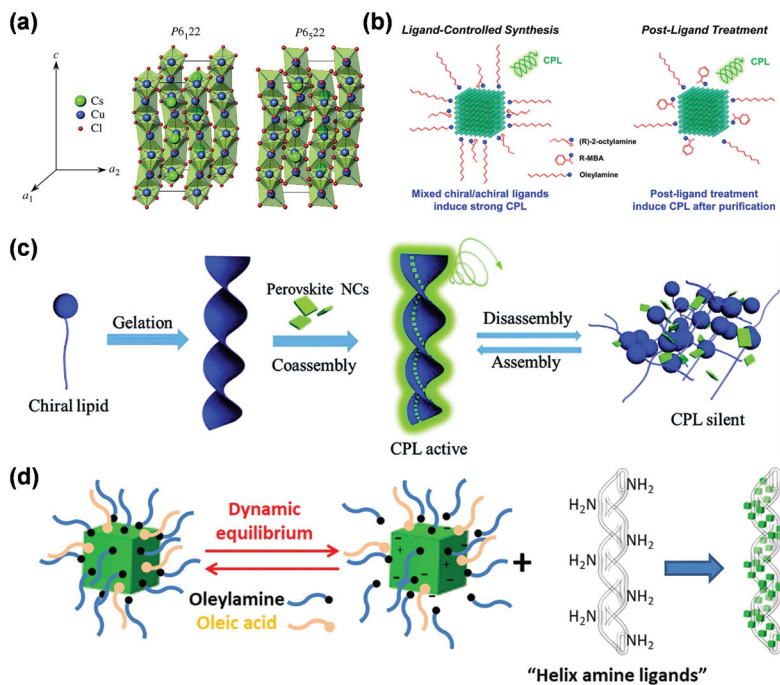 (a)
P6₁22
P6₅22
c
a₂
a₁
Cs
Cu
Cl
(b)
Ligand-Controlled Synthesis
CPL
Mixed chiral/achiral ligands
induce strong CPL
(R)-2-octylamine
R-MBA
Oleylamine
Post-Ligand Treatment
CPL
Post-ligand treatment
induce CPL after purification
(c)
Chiral lipid
Gelation
Perovskite NCs
Coassembly
CPL active
Disassembly
Assembly
CPL silent
(d)
Dynamic
equilibrium
Oleylamine
Oleic acid
+
+
-
-
-
-
+
-
+
NH₂
H₂N
NH₂
H₂N
NH₂
H₂N
NH₂
"Helix amine ligands"